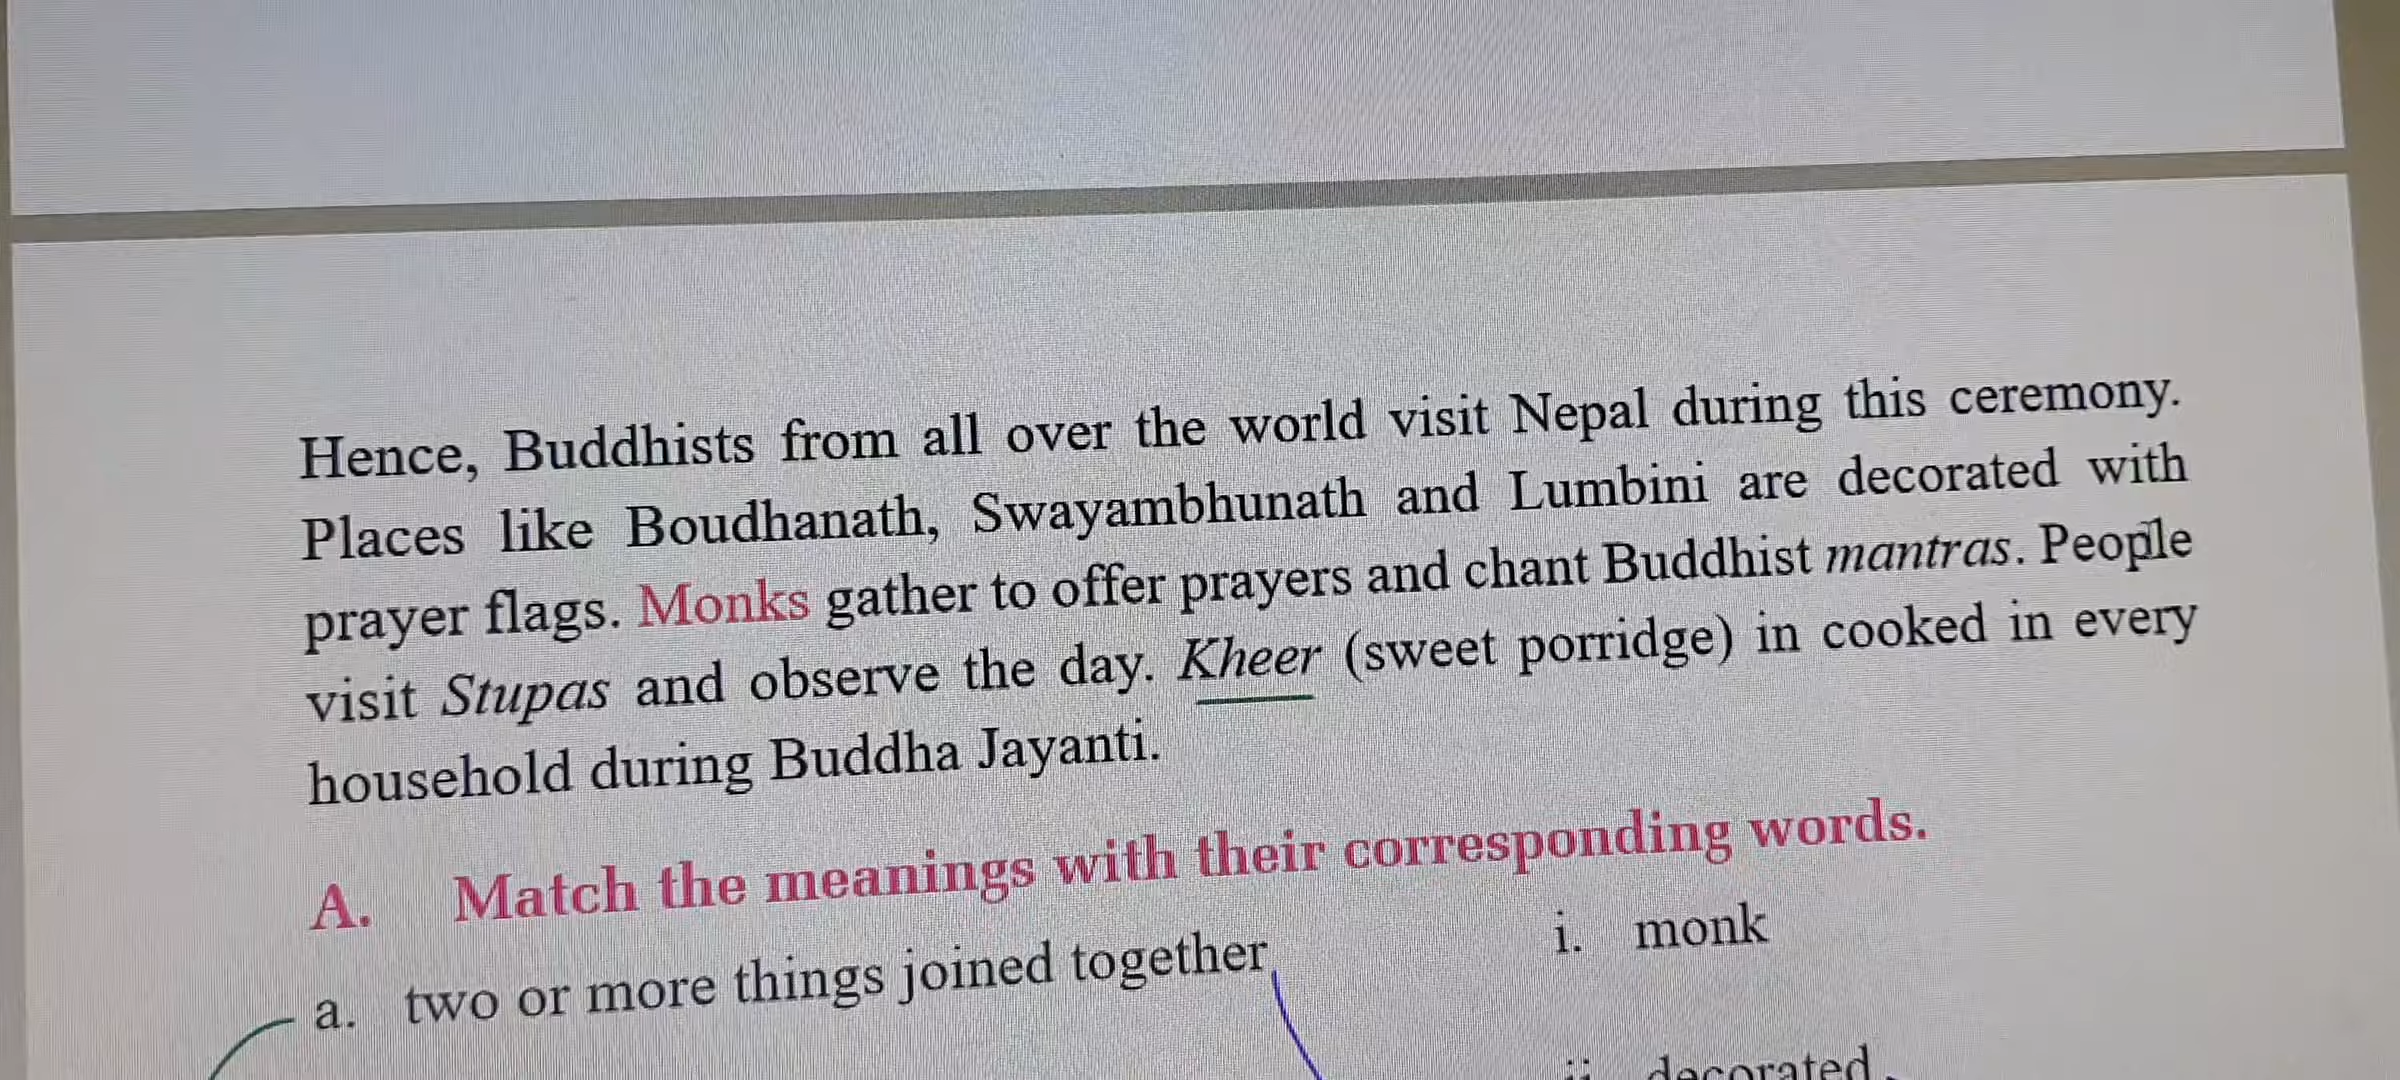 Hence, Buddhists from all over the world visit Nepal during this ceremony.
Places like Boudhanath, Swayambhunath and Lumbini are decorated with
prayer flags. Monks gather to offer prayers and chant Buddhist mantras. People
visit Stupas and observe the day. Kheer (sweet porridge) in cooked in every
household during Buddha Jayanti.
A. Match the meanings with their corresponding words.
a. two or more things joined together
i. monk
ii. decorated